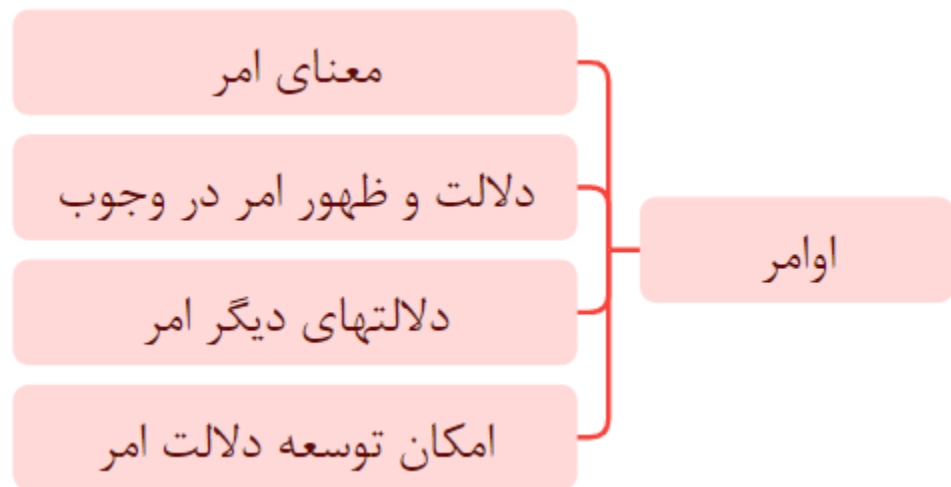 اوامر
معنای امر
دلالت و ظهور امر در وجوب
دلالتهای دیگر امر
امکان توسعه دلالت امر